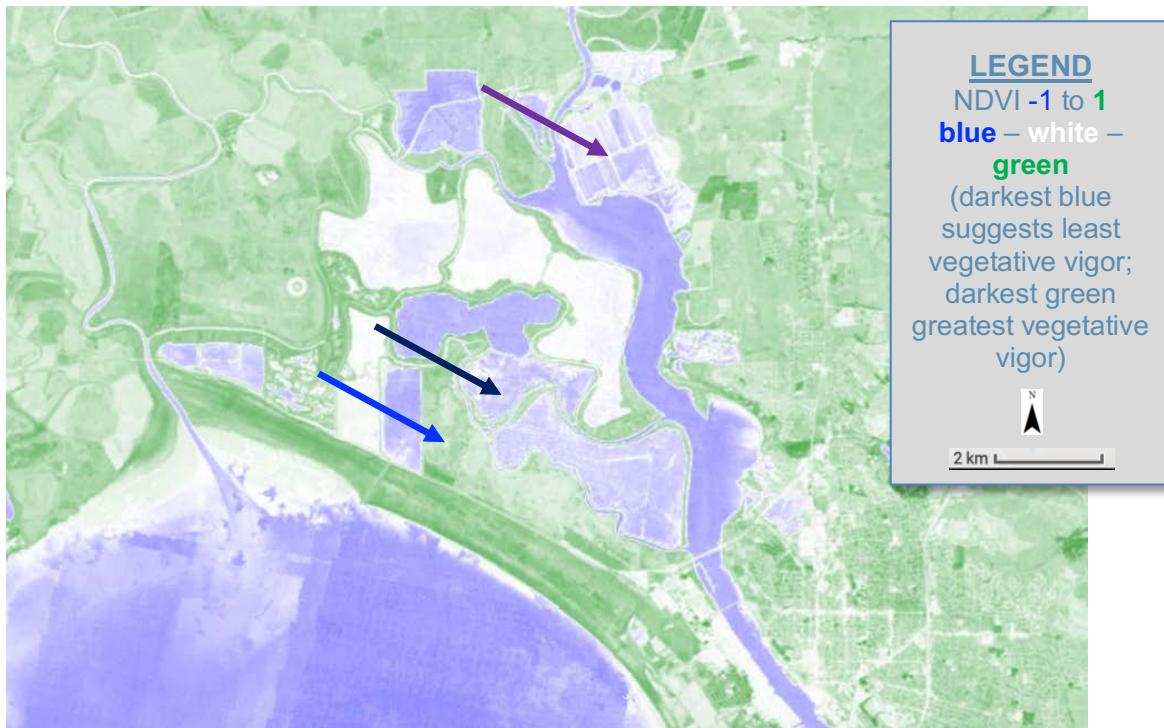 LEGEND
NDVI -1 to 1
blue – white –
green
(darkest blue
suggests least
vegetative vigor;
darkest green
greatest vegetative
vigor)
N
2 km